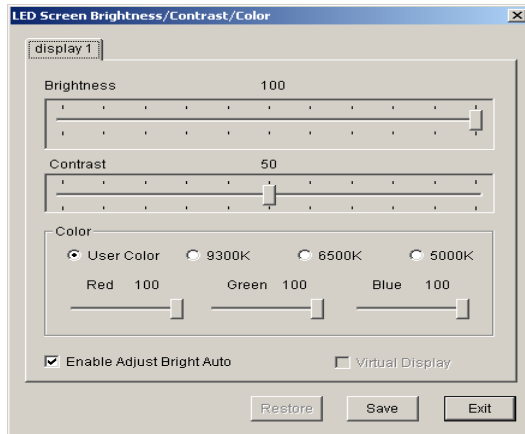 LED Screen Brightness/Contrast/Color
display 1
Brightness 100
Contrast 50
Color
User Color 9300K 6500K 5000K
Red 100 Green 100 Blue 100
Enable Adjust Bright Auto Virtual Display
Restore Save Exit